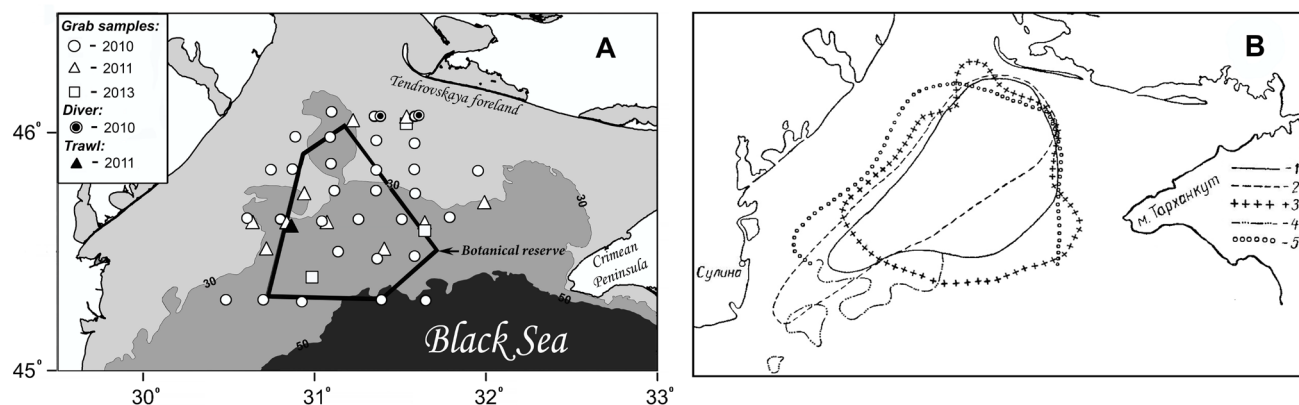 Grab samples:
- 2010
- 2011
- 2013
Diver:
- 2010
Trawl:
- 2011
A
Tendrovskaya foreland
30
30
Botanical reserve
Crimean
Peninsula
30
50
50
Black Sea
46°
45°
30°
31°
32°
33°
B
- 1
- 2
- 3
- 4
- 5
м. Тарханкут
Сулина
?